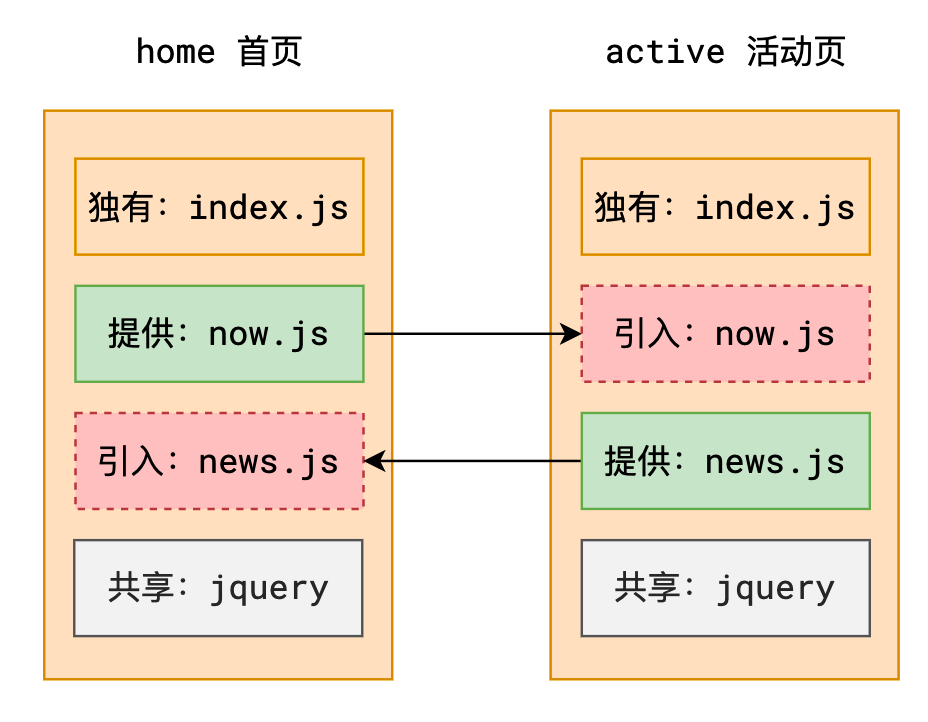 home 首页
独有：index.js
提供：now.js
引入：news.js
共享：jquery
active 活动页
独有：index.js
引入：now.js
提供：news.js
共享：jquery